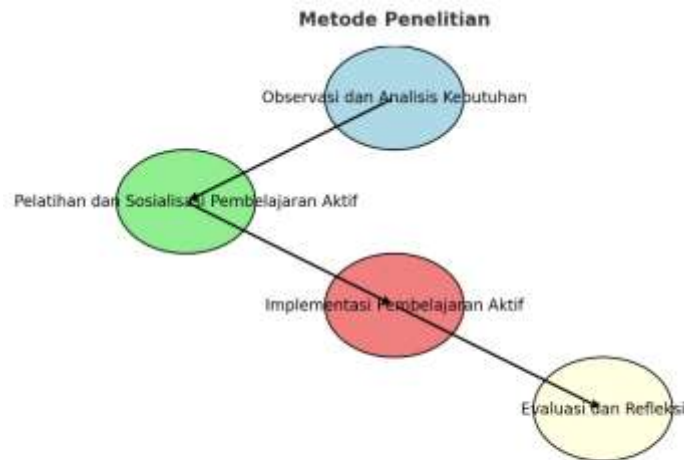 Metode Penelitian
Observasi dan Analisis Kebutuhan
Pelatihan dan Sosialisasi Pembelajaran Aktif
Implementasi Pembelajaran Aktif
Evaluasi dan Refleksi